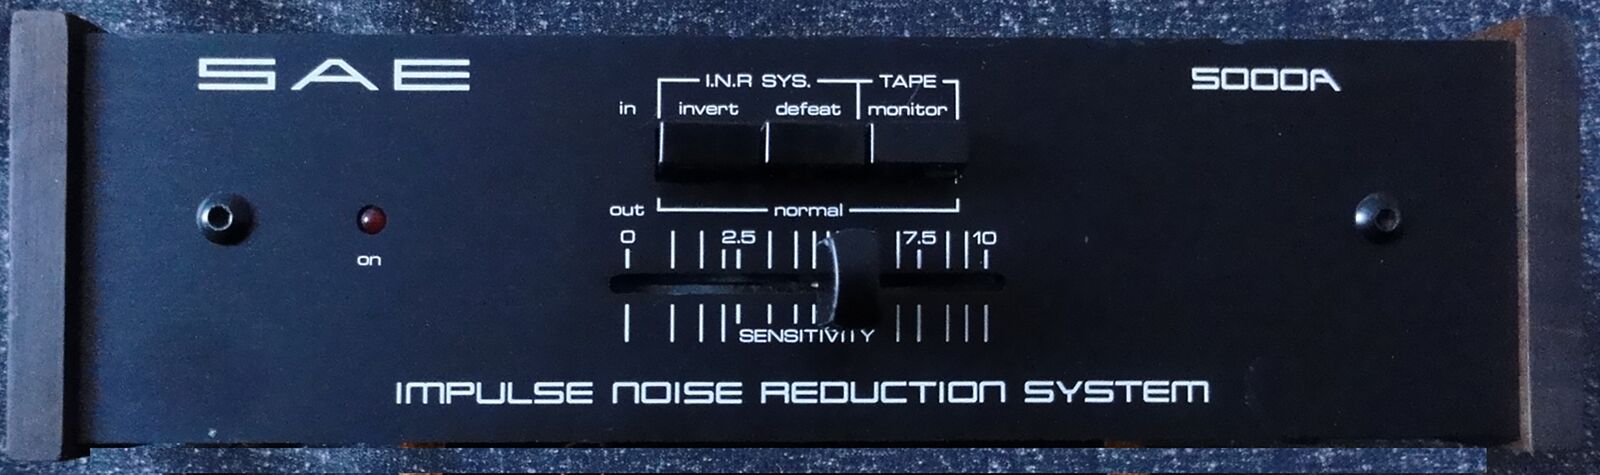 SAE
I.N.R SYS. TAPE
5000A
in invert defeat monitor
out normal
0 2.5 7.5 10
on
SENSITIVITY
IMPULSE NOISE REDUCTION SYSTEM